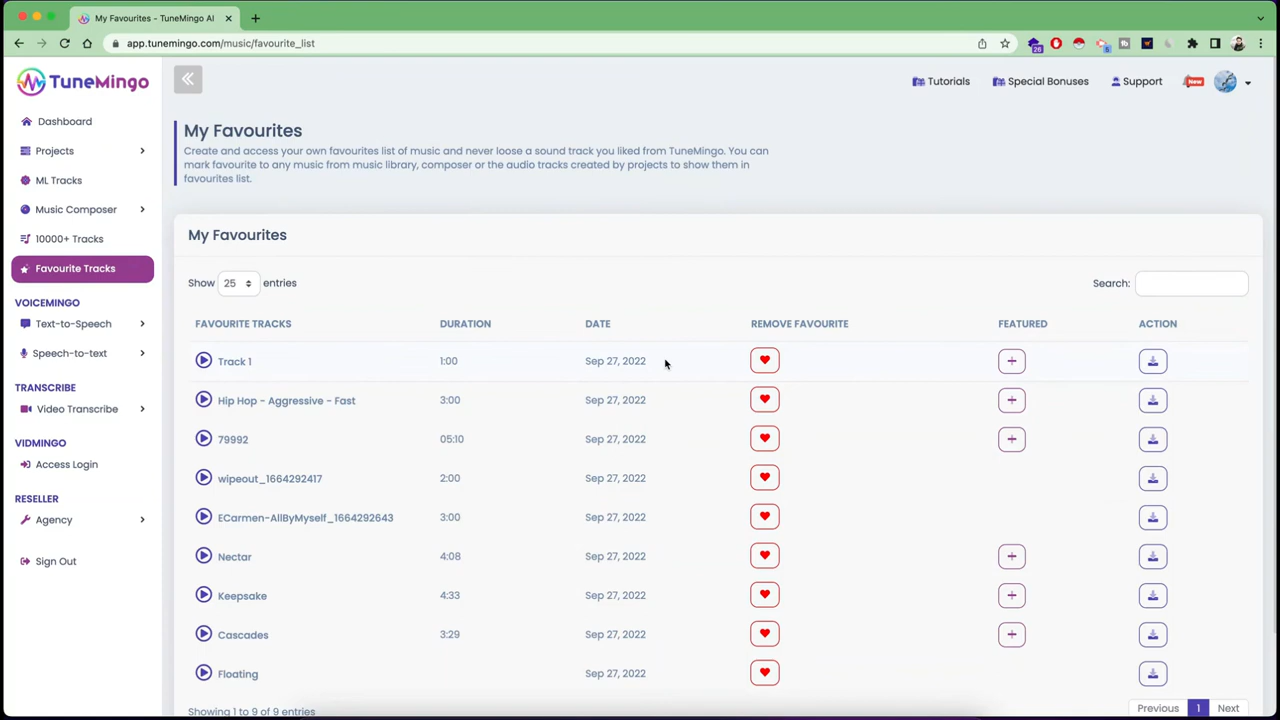 My Favourites - TuneMingo AI
app.tunemingo.com/music/favourite_list
26
6
TuneMingo
Dashboard
Projects
ML Tracks
Music Composer
10000+ Tracks
Favourite Tracks
VOICEMINGO
Text-to-Speech
Speech-to-text
TRANSCRIBE
Video Transcribe
VIDMINGO
Access Login
RESELLER
Agency
Sign Out
Tutorials
Special Bonuses
Support
New
My Favourites
Create and access your own favourites list of music and never loose a sound track you liked from TuneMingo. You can
mark favourite to any music from music library, composer or the audio tracks created by projects to show them in
favourites list.
My Favourites
Show 25 entries
Search:
FAVOURITE TRACKS DURATION DATE REMOVE FAVOURITE FEATURED ACTION
Track 1 1:00 Sep 27, 2022
Hip Hop - Aggressive - Fast 3:00 Sep 27, 2022
79992 05:10 Sep 27, 2022
wipeout_1664292417 2:00 Sep 27, 2022
ECarmen-AllByMyself_1664292643 3:00 Sep 27, 2022
Nectar 4:08 Sep 27, 2022
Keepsake 4:33 Sep 27, 2022
Cascades 3:29 Sep 27, 2022
Floating Sep 27, 2022
Showing 1 to 9 of 9 entries
Previous 1 Next